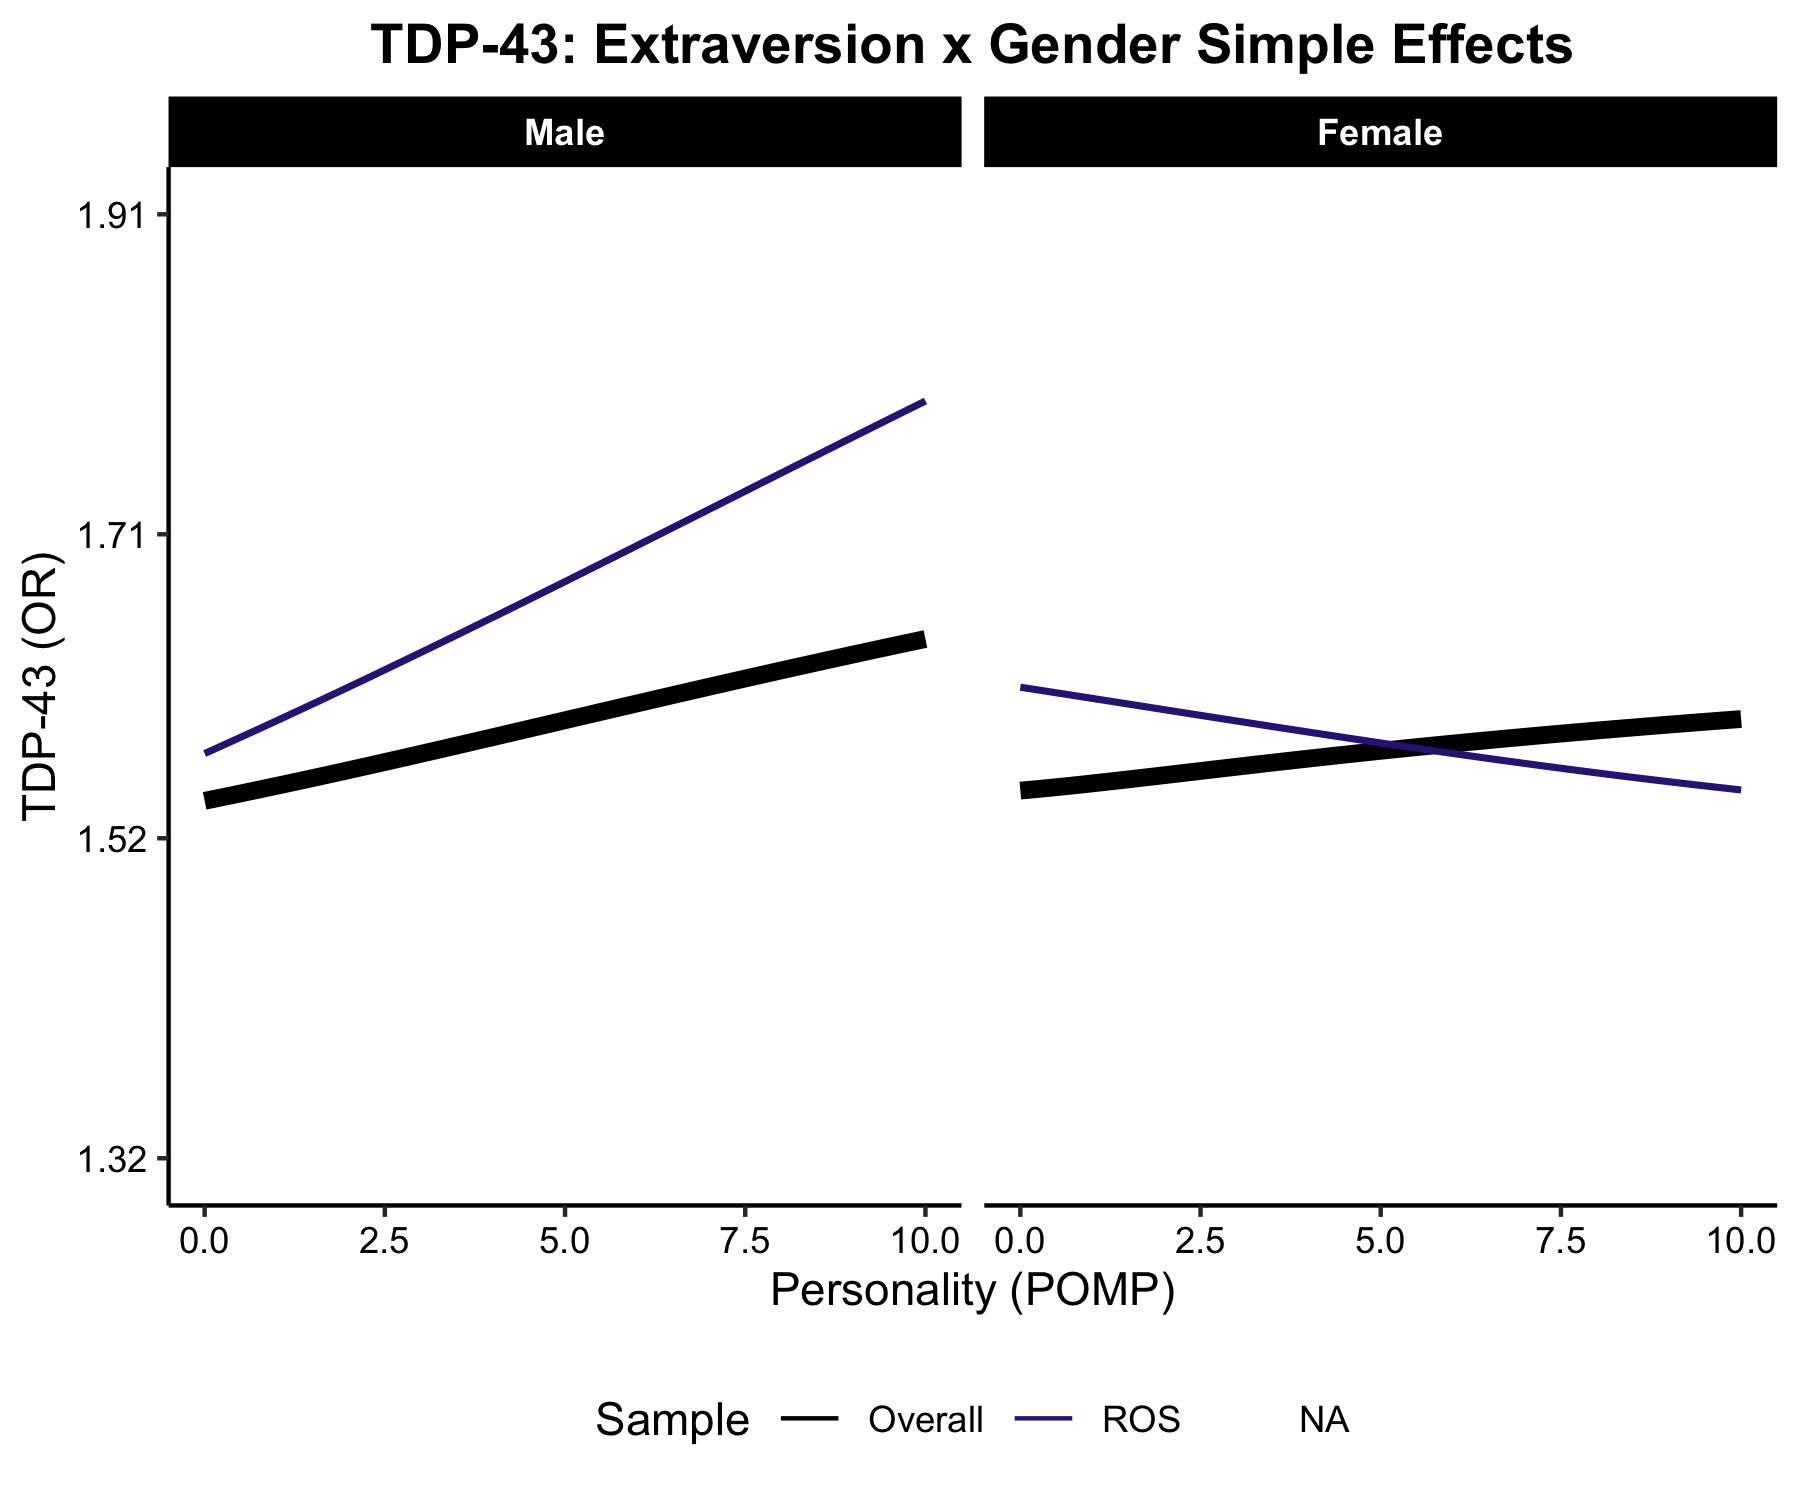 TDP-43: Extraversion x Gender Simple Effects
Male
Female
TDP-43 (OR)
1.91
1.71
1.52
1.32
0.0 2.5 5.0 7.5 10.0
0.0 2.5 5.0 7.5 10.0
Personality (POMP)
Sample Overall ROS NA